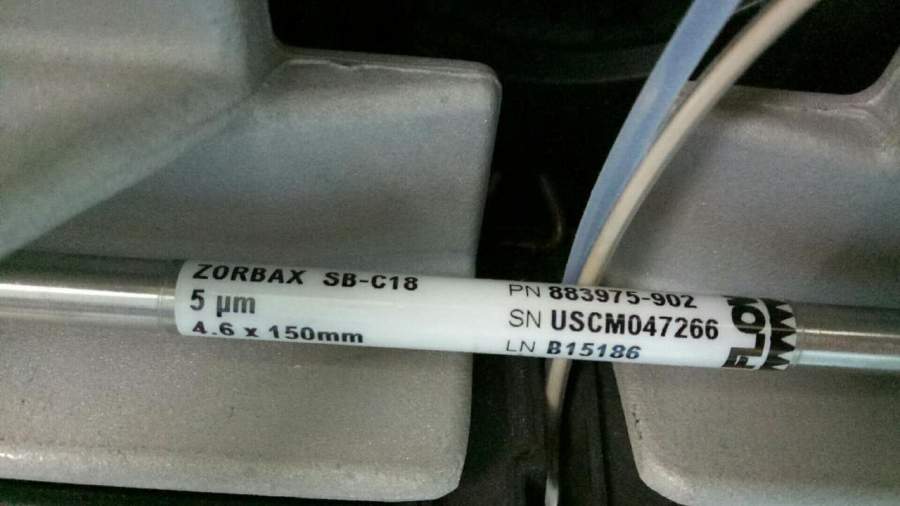 ZORBAX SB-C18
5 µm
4.6 x 150mm
PN 883975-902
SN USCM047266
LN B15186
FLOW